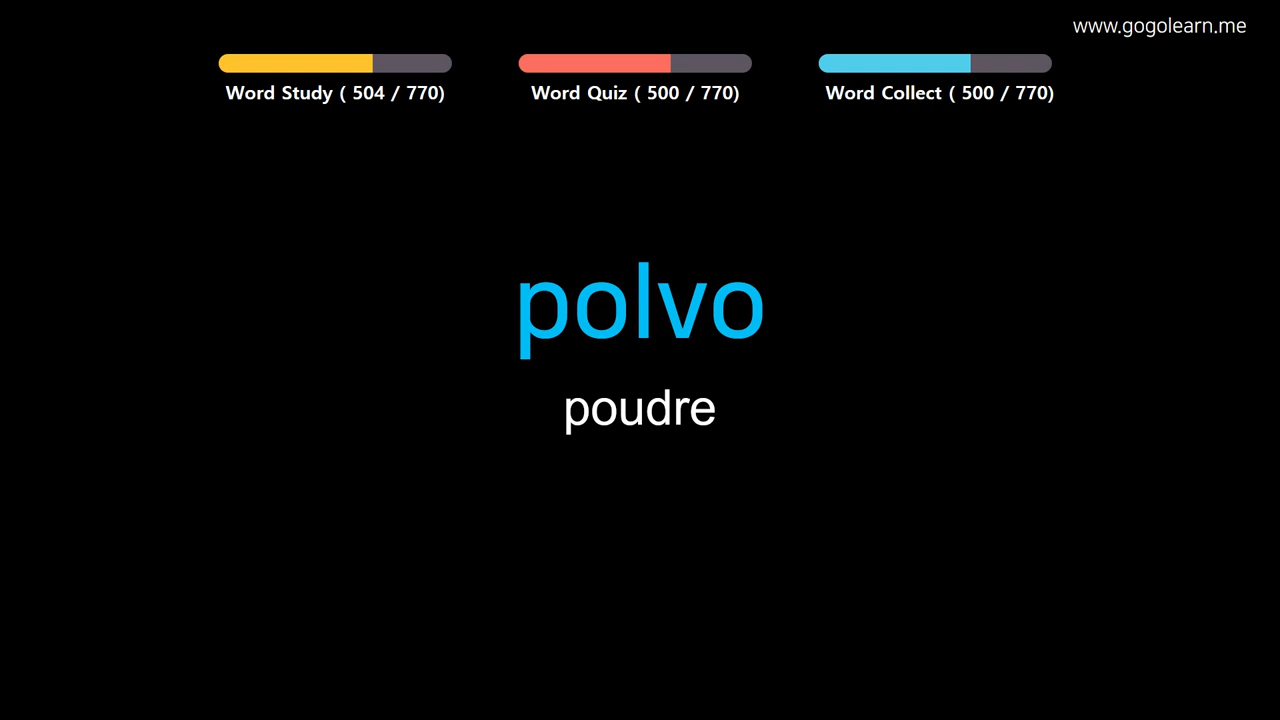 www.gogolearn.me
Word Study ( 504 / 770)
Word Quiz ( 500 / 770)
Word Collect ( 500 / 770)
polvo
poudre